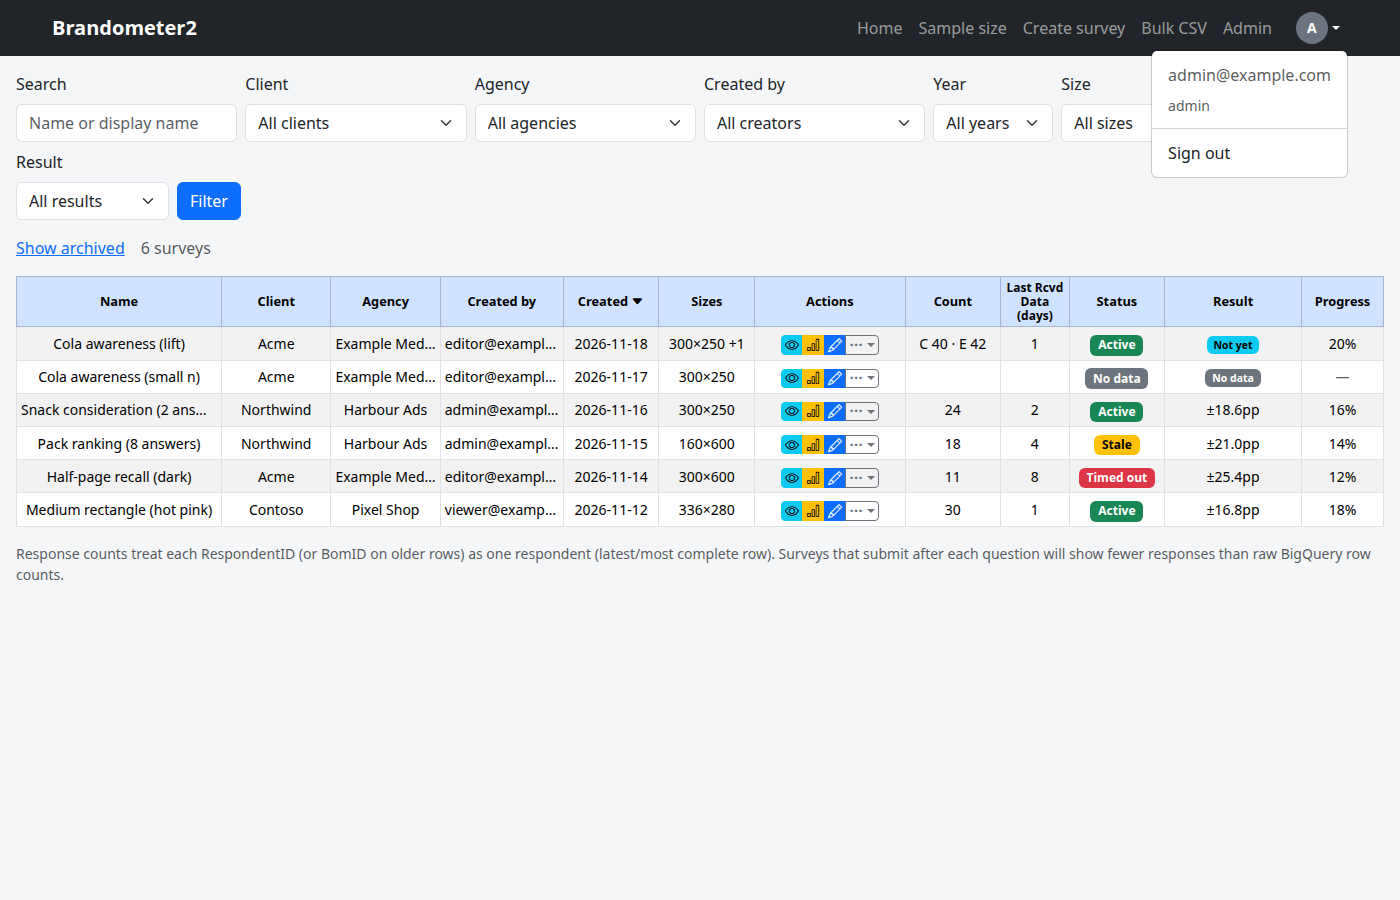 Brandometer2
Home Sample size Create survey Bulk CSV Admin A
admin@example.com
admin
Sign out
Search Client Agency Created by Year Size
Name or display name All clients All agencies All creators All years All sizes
Result
All results Filter
Show archived 6 surveys
Name Client Agency Created by Created Sizes Actions Count Last Rcvd Data (days) Status Result Progress
Cola awareness (lift) Acme Example Med... editor@exampl... 2026-11-18 300×250 +1 C 40 · E 42 1 Active Not yet 20%
Cola awareness (small n) Acme Example Med... editor@exampl... 2026-11-17 300×250 No data No data —
Snack consideration (2 ans... Northwind Harbour Ads admin@exampl... 2026-11-16 300×250 24 2 Active ±18.6pp 16%
Pack ranking (8 answers) Northwind Harbour Ads admin@exampl... 2026-11-15 160×600 18 4 Stale ±21.0pp 14%
Half-page recall (dark) Acme Example Med... editor@exampl... 2026-11-14 300×600 11 8 Timed out ±25.4pp 12%
Medium rectangle (hot pink) Contoso Pixel Shop viewer@examp... 2026-11-12 336×280 30 1 Active ±16.8pp 18%
Response counts treat each RespondentID (or BomID on older rows) as one respondent (latest/most complete row). Surveys that submit after each question will show fewer responses than raw BigQuery row
counts.